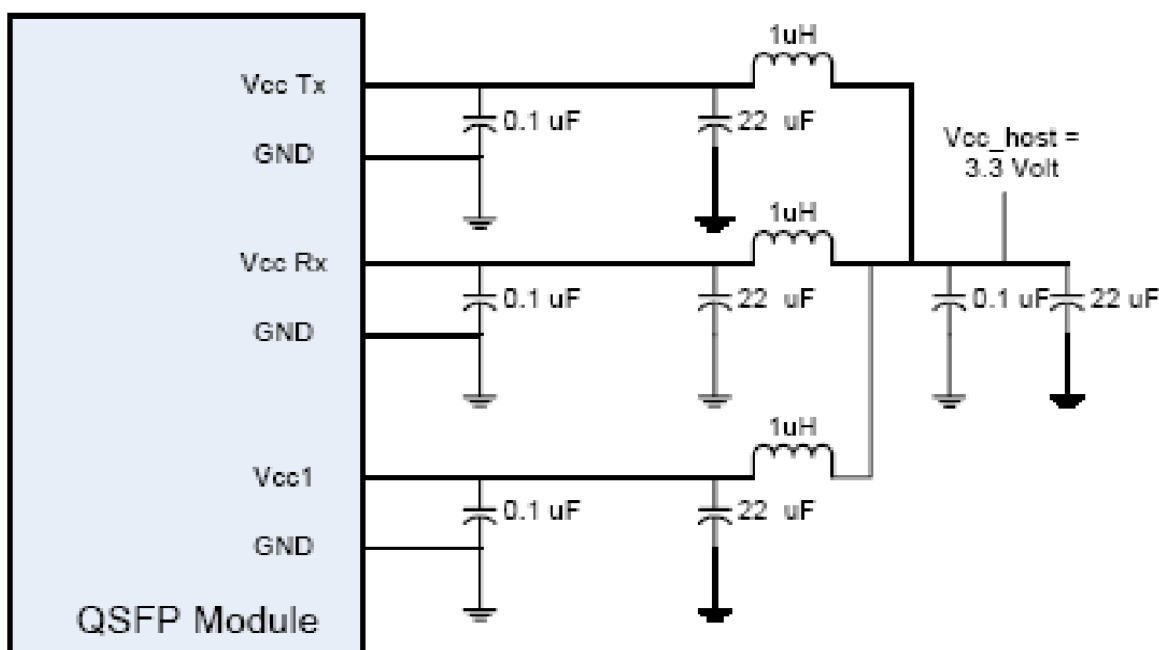 1uH
Vcc Tx
0.1 uF
22 uF
GND
Vcc_host =
3.3 Volt
1uH
Vcc Rx
0.1 uF
22 uF
0.1 uF
22 uF
GND
1uH
Vcc1
0.1 uF
22 uF
GND
QSFP Module